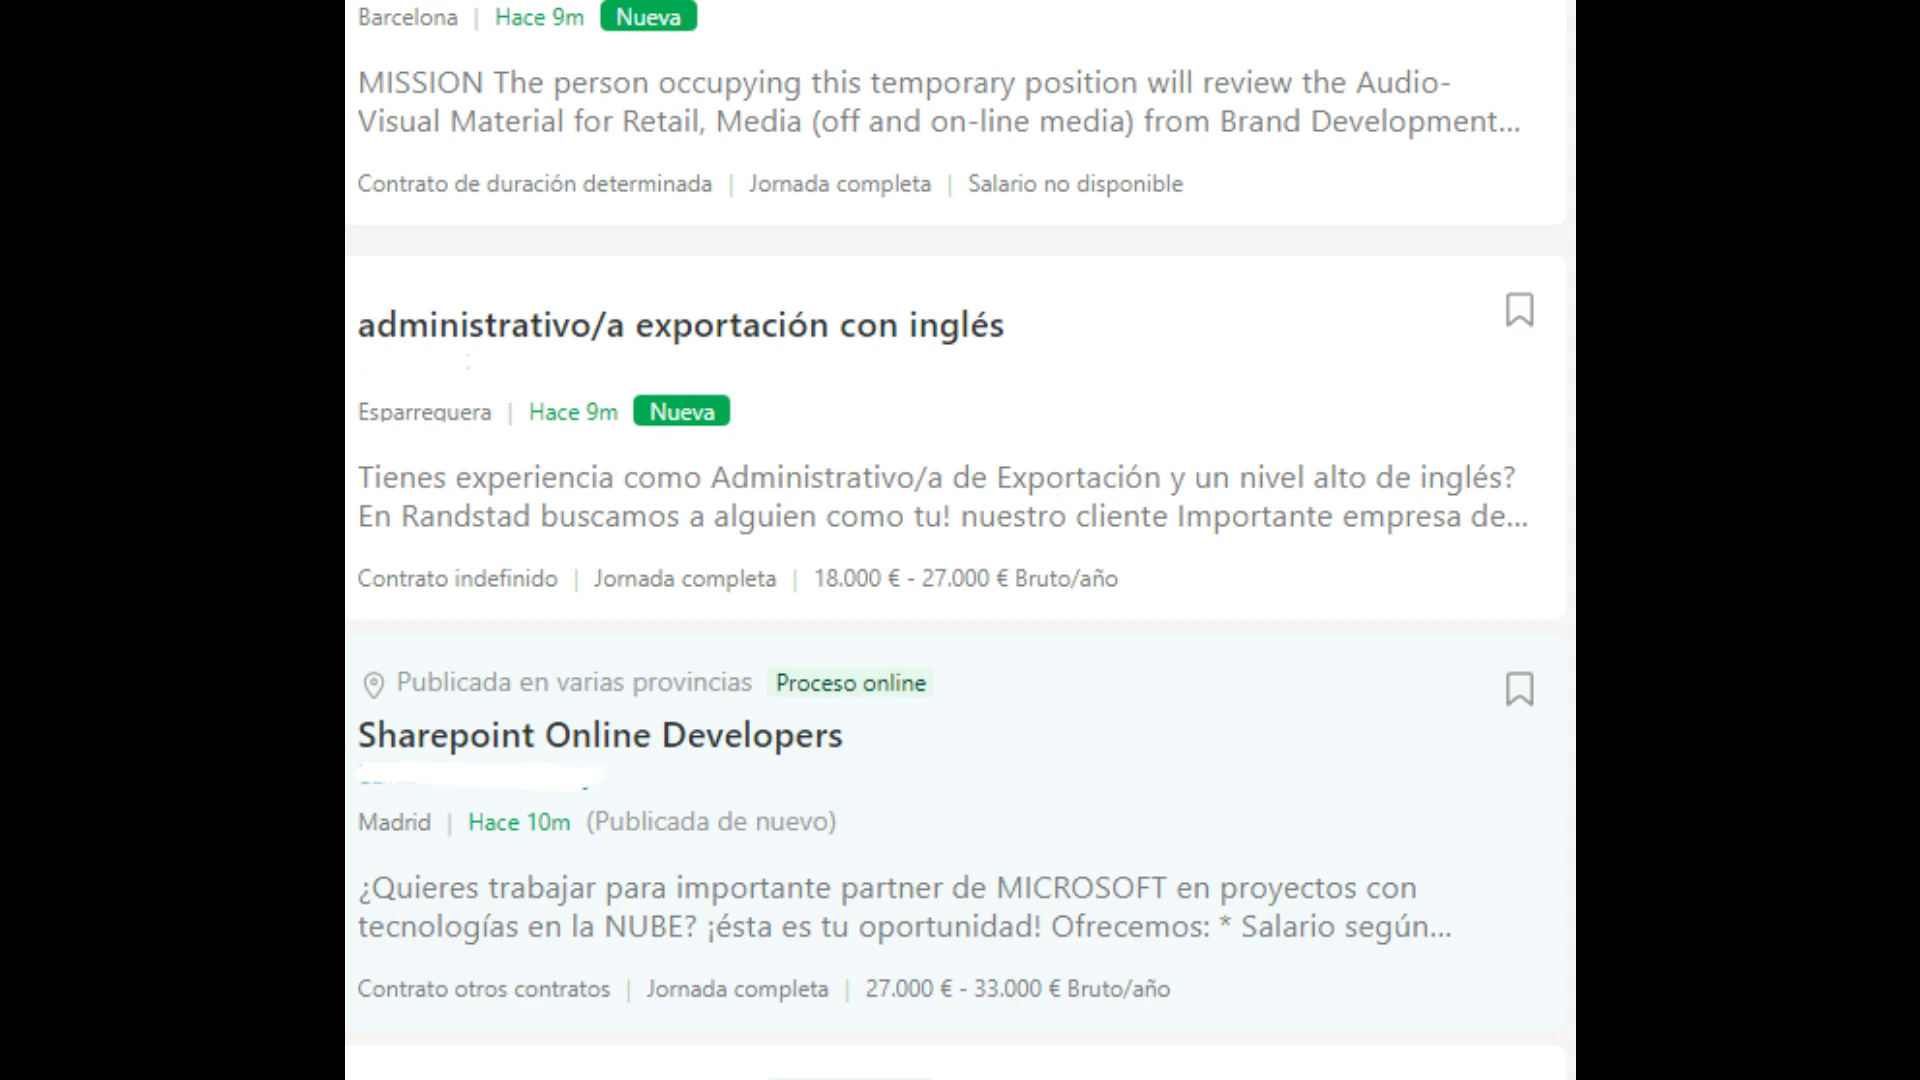 Barcelona | Hace 9m Nueva
MISSION The person occupying this temporary position will review the Audio-
Visual Material for Retail, Media (off and on-line media) from Brand Development...
Contrato de duración determinada | Jornada completa | Salario no disponible
administrativo/a exportación con inglés
Esparreguera | Hace 9m Nueva
Tienes experiencia como Administrativo/a de Exportación y un nivel alto de inglés?
En Randstad buscamos a alguien como tu! nuestro cliente Importante empresa de...
Contrato indefinido | Jornada completa | 18.000 € - 27.000 € Bruto/año
Publicada en varias provincias Proceso online
Sharepoint Online Developers
Madrid | Hace 10m (Publicada de nuevo)
¿Quieres trabajar para importante partner de MICROSOFT en proyectos con
tecnologías en la NUBE? ¡ésta es tu oportunidad! Ofrecemos: * Salario según...
Contrato otros contratos | Jornada completa | 27.000 € - 33.000 € Bruto/año